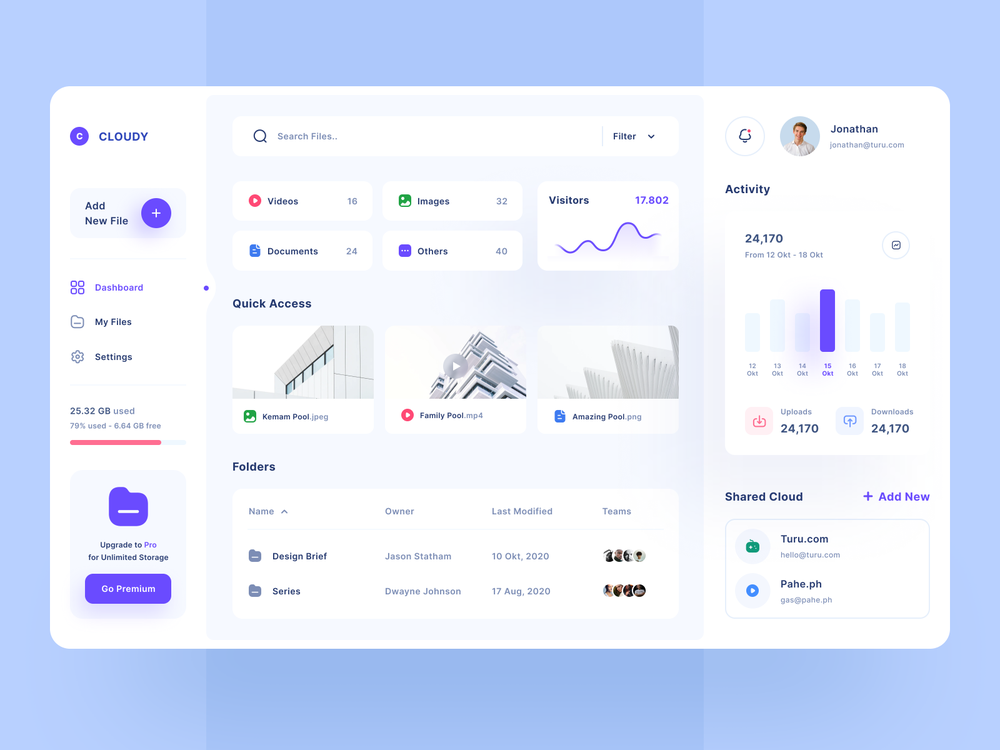 C CLOUDY
Add
New File
Dashboard
My Files
Settings
25.32 GB used
79% used - 6.64 GB free
Upgrade to Pro
for Unlimited Storage
Go Premium
Search Files..
Filter
Videos 16
Images 32
Documents 24
Others 40
Visitors 17.802
Quick Access
Kemam Pool.jpeg
Family Pool.mp4
Amazing Pool.png
Folders
Name Owner Last Modified Teams
Design Brief Jason Statham 10 Okt, 2020
Series Dwayne Johnson 17 Aug, 2020
Jonathan
jonathan@turu.com
Activity
24,170
From 12 Okt - 18 Okt
12 13 14 15 16 17 18
Okt Okt Okt Okt Okt Okt Okt
Uploads
24,170
Downloads
24,170
Shared Cloud
+ Add New
Turu.com
hello@turu.com
Pahe.ph
gas@pahe.ph